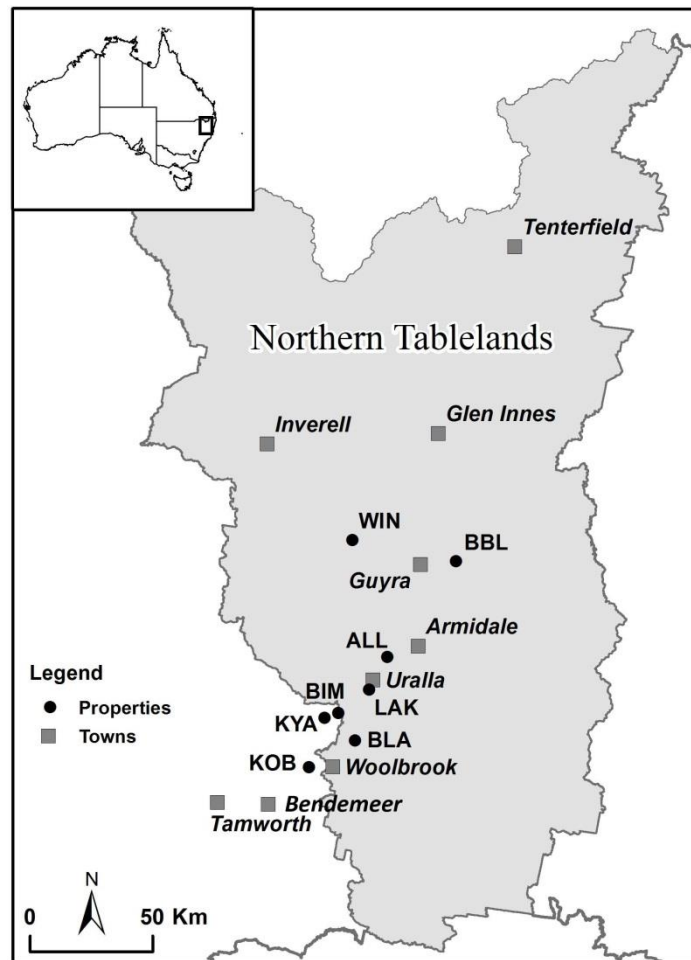 Tenterfield
Northern Tablelands
Inverell
Glen Innes
WIN
BBL
Guyra
Armidale
ALL
Legend
Uralla
BIM
Properties
LAK
KYA
Towns
BLA
KOB
Woolbrook
Bendemeer
Tamworth
N
0 50 Km